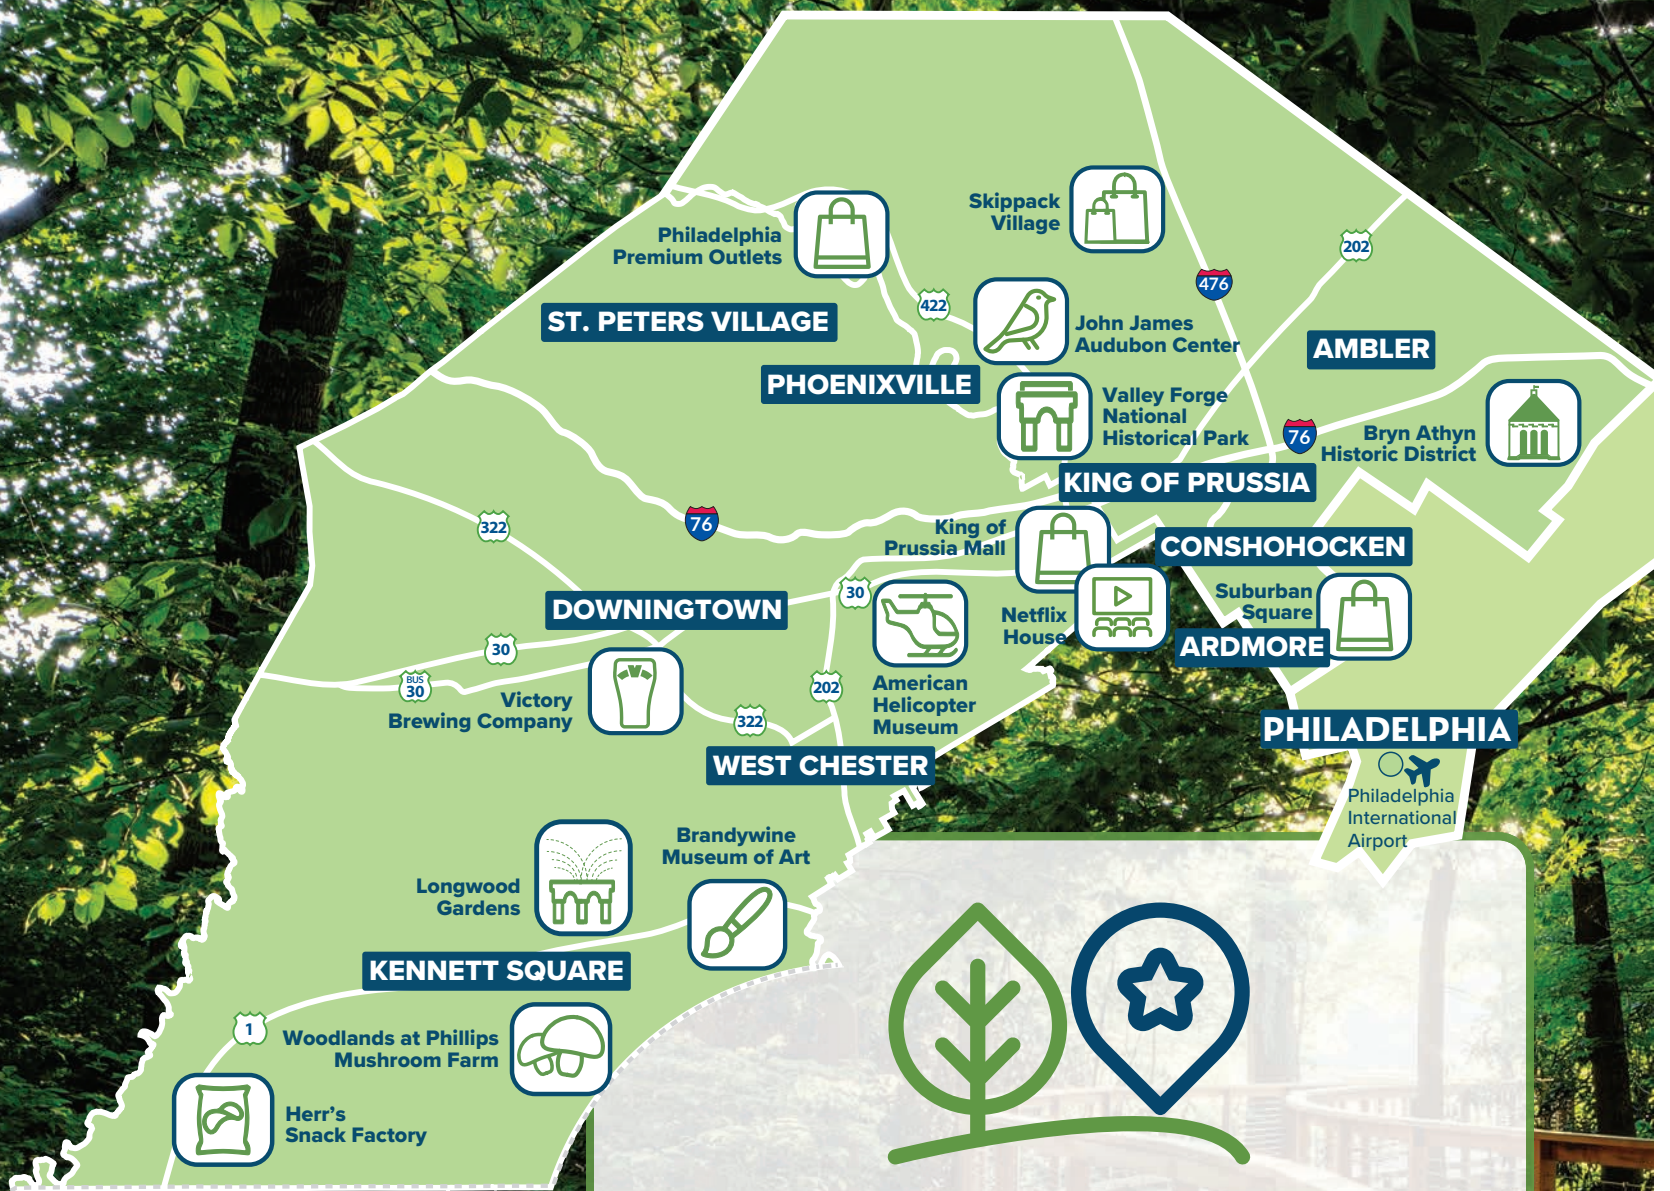 Skippack
Village
Philadelphia
Premium Outlets
202
476
422
ST. PETERS VILLAGE
John James
Audubon Center
AMBLER
PHOENIXVILLE
Valley Forge
National
Historical Park
76
Bryn Athyn
Historic District
KING OF PRUSSIA
322
76
King of
Prussia Mall
CONSHOHOCKEN
30
DOWNINGTOWN
Suburban
Square
Netflix
House
ARDMORE
30
BUS
30
202
American
Helicopter
Museum
Victory
Brewing Company
322
PHILADELPHIA
WEST CHESTER
Philadelphia
International
Airport
Brandywine
Museum of Art
Longwood
Gardens
KENNETT SQUARE
1
Woodlands at Phillips
Mushroom Farm
Herr's
Snack Factory